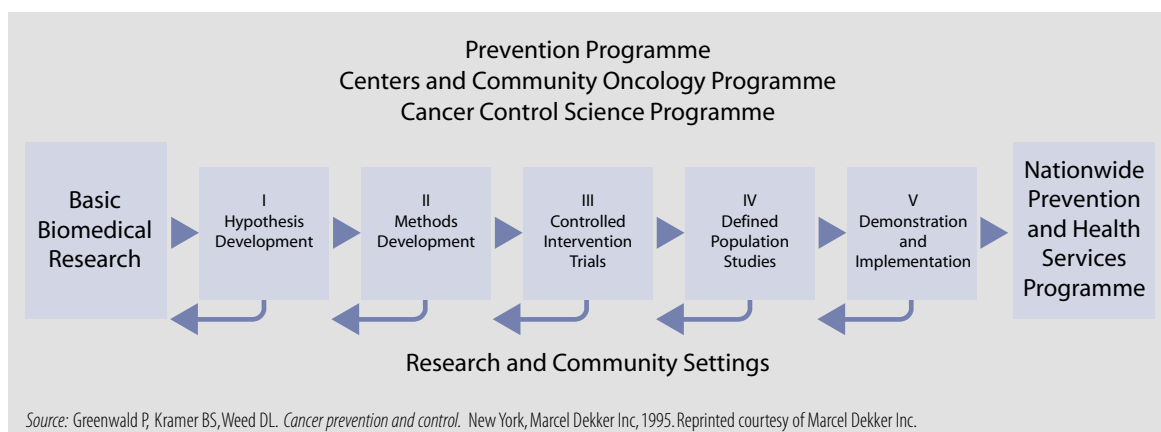 Prevention Programme
Centers and Community Oncology Programme
Cancer Control Science Programme
Basic
Biomedical
Research
I
Hypothesis
Development
II
Methods
Development
III
Controlled
Intervention
Trials
IV
Defined
Population
Studies
V
Demonstration
and
Implementation
Nationwide
Prevention
and Health
Services
Programme
Research and Community Settings
Source: Greenwald P, Kramer BS, Weed DL. Cancer prevention and control. New York, Marcel Dekker Inc, 1995. Reprinted courtesy of Marcel Dekker Inc.